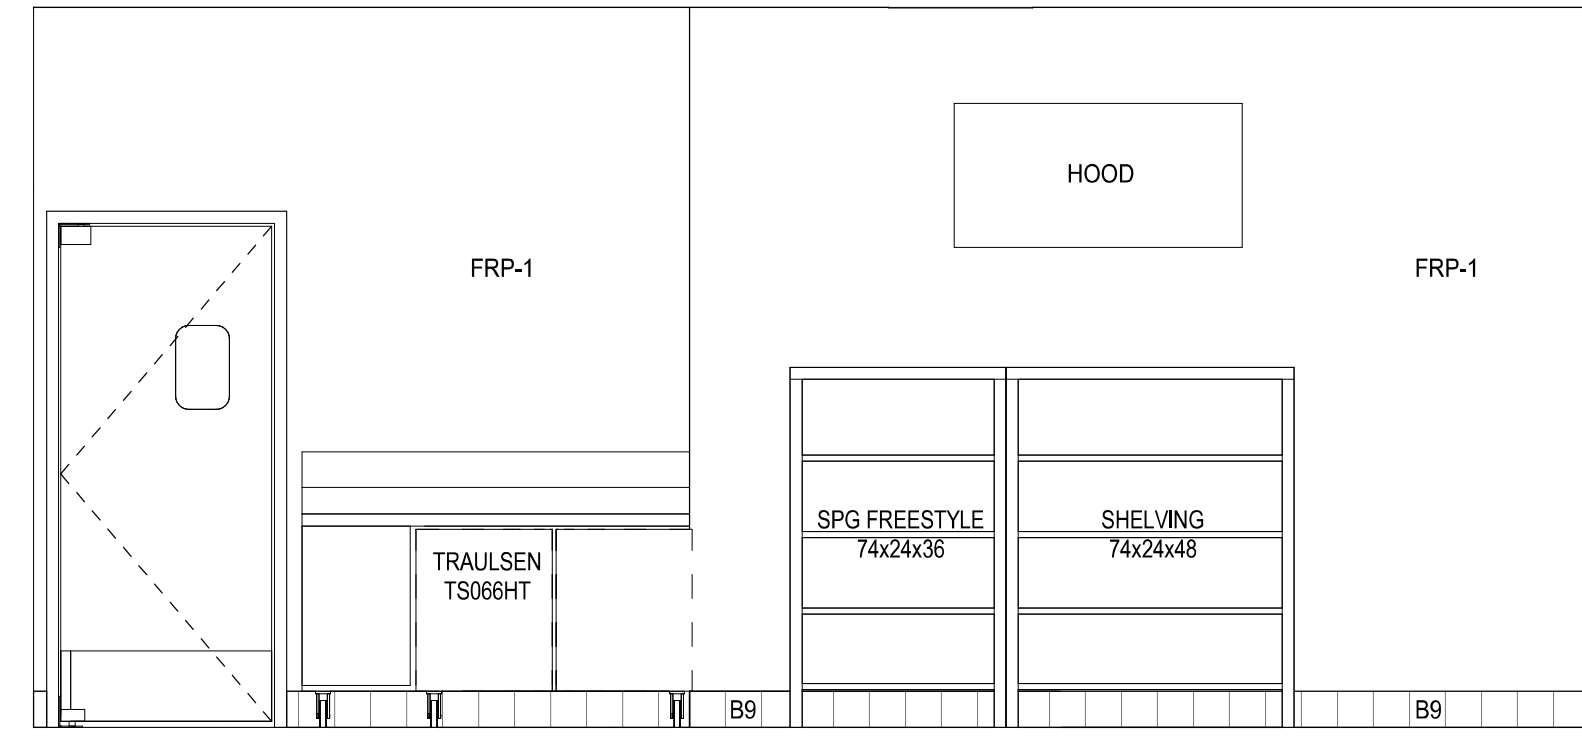 HOOD
FRP-1
FRP-1
SPG FREESTYLE
74x24x36
SHELVING
74x24x48
TRAULSEN
TS066HT
B9
B9